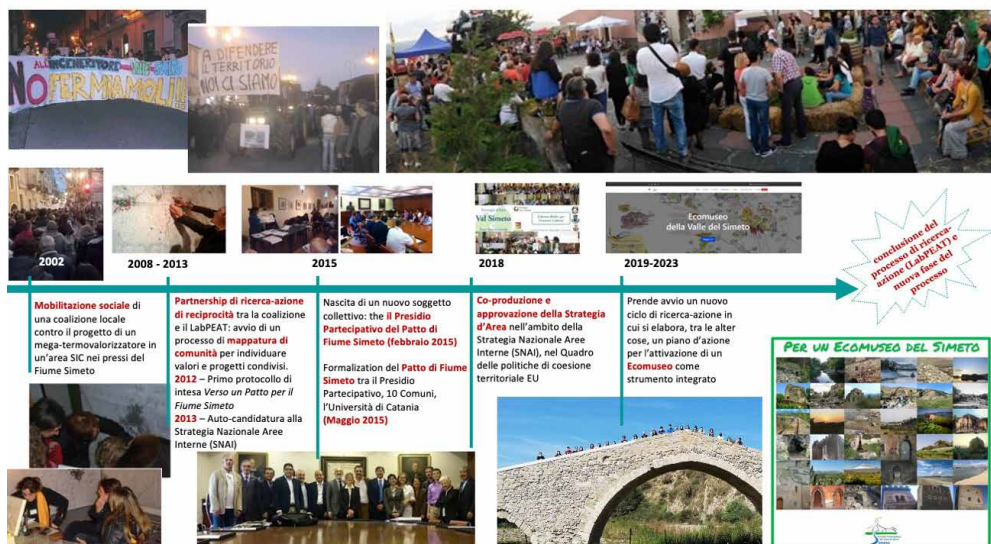 ALL'INCENERITORE
NO FERMIAMOLI!!!
A DIFENDERE
IL TERRITORIO
NOI CI SIAMO
Val Simeto
Ecomuseo
della Valle del Simeto
2002
2008 - 2013
2015
2018
2019-2023
conclusione del
processo di ricerca-
azione (LabPEAT) e
nuova fase del
processo
Mobilitazione sociale di
una coalizione locale
contro il progetto di un
mega-termovalorizzatore in
un'area SIC nei pressi del
Fiume Simeto
Partnership di ricerca-azione
di reciprocità tra la coalizione
e il LabPEAT: avvio di un
processo di mappatura di
comunità per individuare
valori e progetti condivisi.
2012 – Primo protocollo di
intesa Verso un Patto per il
Fiume Simeto
2013 – Auto-candidatura alla
Strategia Nazionale Aree
Interne (SNAI)
Nascita di un nuovo soggetto
collettivo: the il Presidio
Partecipativo del Patto di
Fiume Simeto (febbraio 2015)
Formalization del Patto di Fiume
Simeto tra il Presidio
Partecipativo, 10 Comuni,
l'Università di Catania
(Maggio 2015)
Co-produzione e
approvazione della Strategia
d'Area nell'ambito della
Strategia Nazionale Aree
Interne (SNAI), nel Quadro
delle politiche di coesione
territoriale EU
Prende avvio un nuovo
ciclo di ricerca-azione in
cui si elabora, tra le alter
cose, un piano d'azione
per l'attivazione di un
Ecomuseo come
strumento integrato
PER UN ECOMUSEO DEL SIMETO